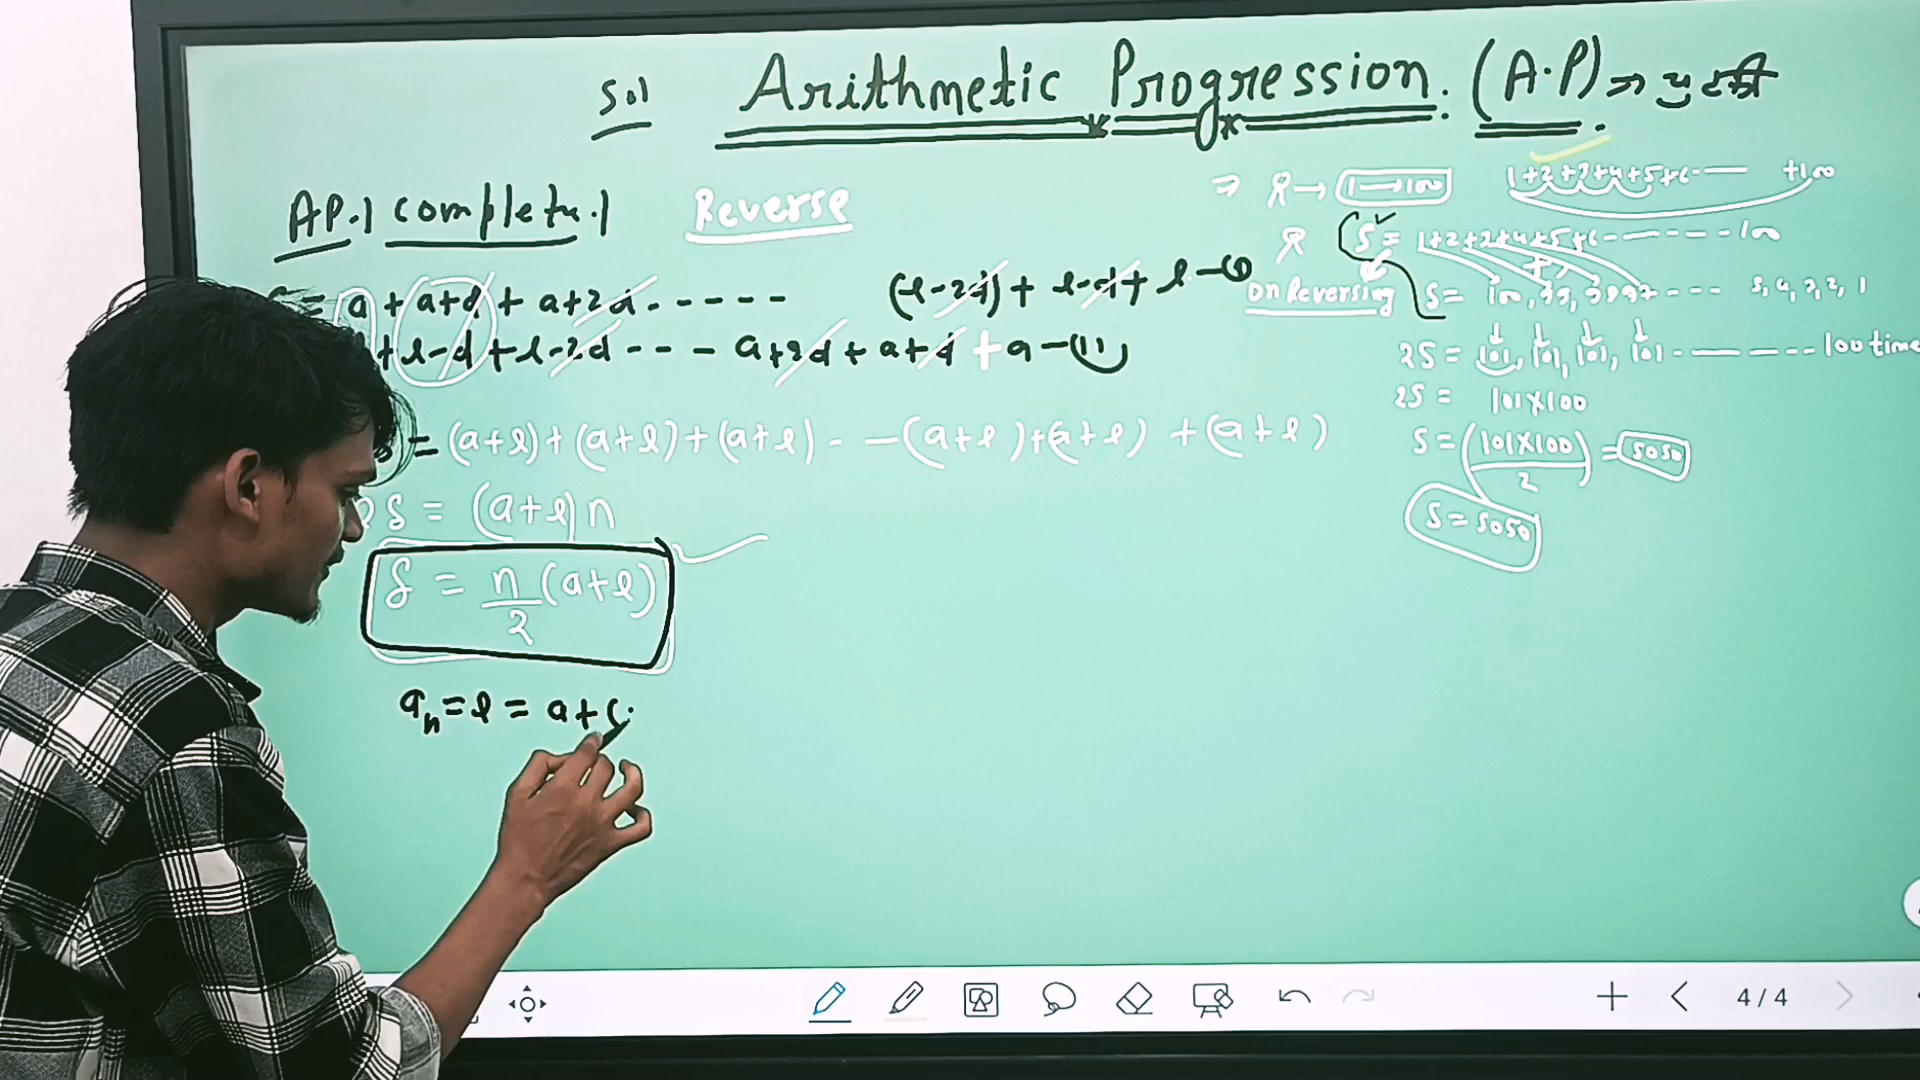 Sol Arithmetic Progression. (A.P) ⇒
AP.1 complete.1 Reverse
= a + a+d + a+2d - - - - - (l-2d) + l-d + l -(1)
+ l-d + l-2d - - - a+2d + a+d + a -(11)
= (a+l) + (a+l) + (a+l) - - (a+l) + (a+l) + (a+l)
2S = (a+l) n
S = n/2 (a+l)
aₙ = l = a + (
⇒ R → 1 → 100 1+2+3+4+5+6 - - - +100
R S = 1+2+3+4+5+6 - - - - - - 100
on Reversing S = 100, 99, 98 97 - - - 5, 4, 3, 2, 1
2S = 101, 101, 101, 101 - - - - - - 100 time
2S = 101×100
S = (101×100)/2 = 5050
S = 5050
4 / 4